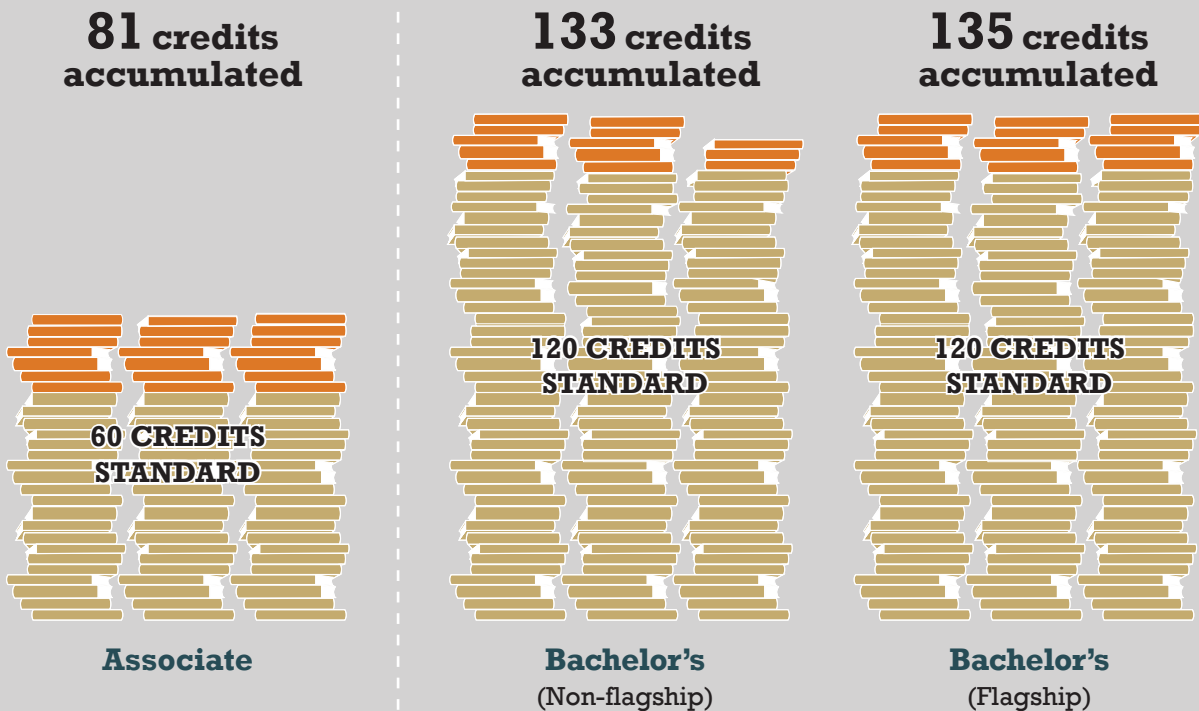 81 credits
accumulated
60 CREDITS
STANDARD
Associate
133 credits
accumulated
120 CREDITS
STANDARD
Bachelor's
(Non-flagship)
135 credits
accumulated
120 CREDITS
STANDARD
Bachelor's
(Flagship)